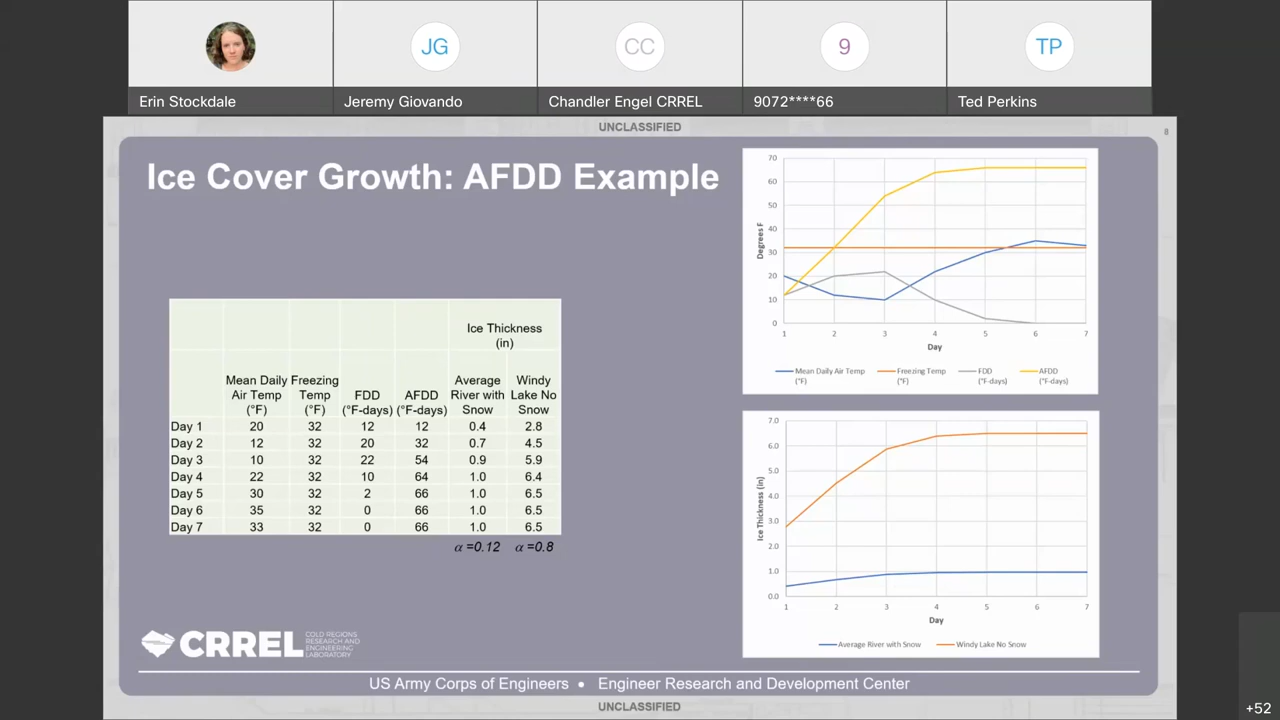 JG
CC
9
TP
Erin Stockdale
Jeremy Giovando
Chandler Engel CRREL
9072****66
Ted Perkins
UNCLASSIFIED
8
Ice Cover Growth: AFDD Example
Ice Thickness
(in)
Mean Daily Air Temp (°F) Freezing Temp (°F) FDD (°F-days) AFDD (°F-days) Average River with Snow Windy Lake No Snow
Day 1 20 32 12 12 0.4 2.8
Day 2 12 32 20 32 0.7 4.5
Day 3 10 32 22 54 0.9 5.9
Day 4 22 32 10 64 1.0 6.4
Day 5 30 32 2 66 1.0 6.5
Day 6 35 32 0 66 1.0 6.5
Day 7 33 32 0 66 1.0 6.5
α =0.12 α =0.8
70
60
50
40
30
20
10
0
Degrees F
1 2 3 4 5 6 7
Day
Mean Daily Air Temp (°F) Freezing Temp (°F) FDD (°F-days) AFDD (°F-days)
7.0
6.0
5.0
4.0
3.0
2.0
1.0
0.0
Ice Thickness (in)
1 2 3 4 5 6 7
Day
Average River with Snow Windy Lake No Snow
CRREL
COLD REGIONS
RESEARCH AND
ENGINEERING
LABORATORY
US Army Corps of Engineers • Engineer Research and Development Center
UNCLASSIFIED
+52